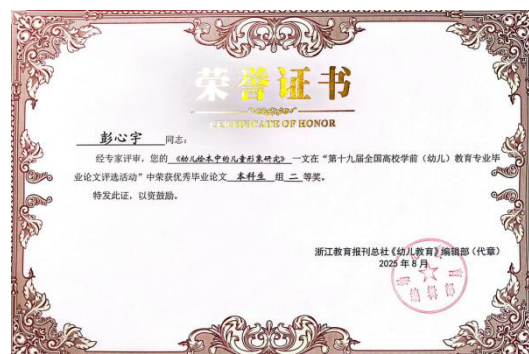 荣誉证书
CERTIFICATE OF HONOR
彭心宇 同志：
经专家评审，您的《幼儿绘本中的儿童形象研究》一文在“第十九届全国高校学前（幼儿）教育专业毕
业论文评选活动”中荣获优秀毕业论文 本科生 组 二 等奖。
特发此证，以资鼓励。
浙江教育报刊总社《幼儿教育》编辑部（代章）
2025年8月